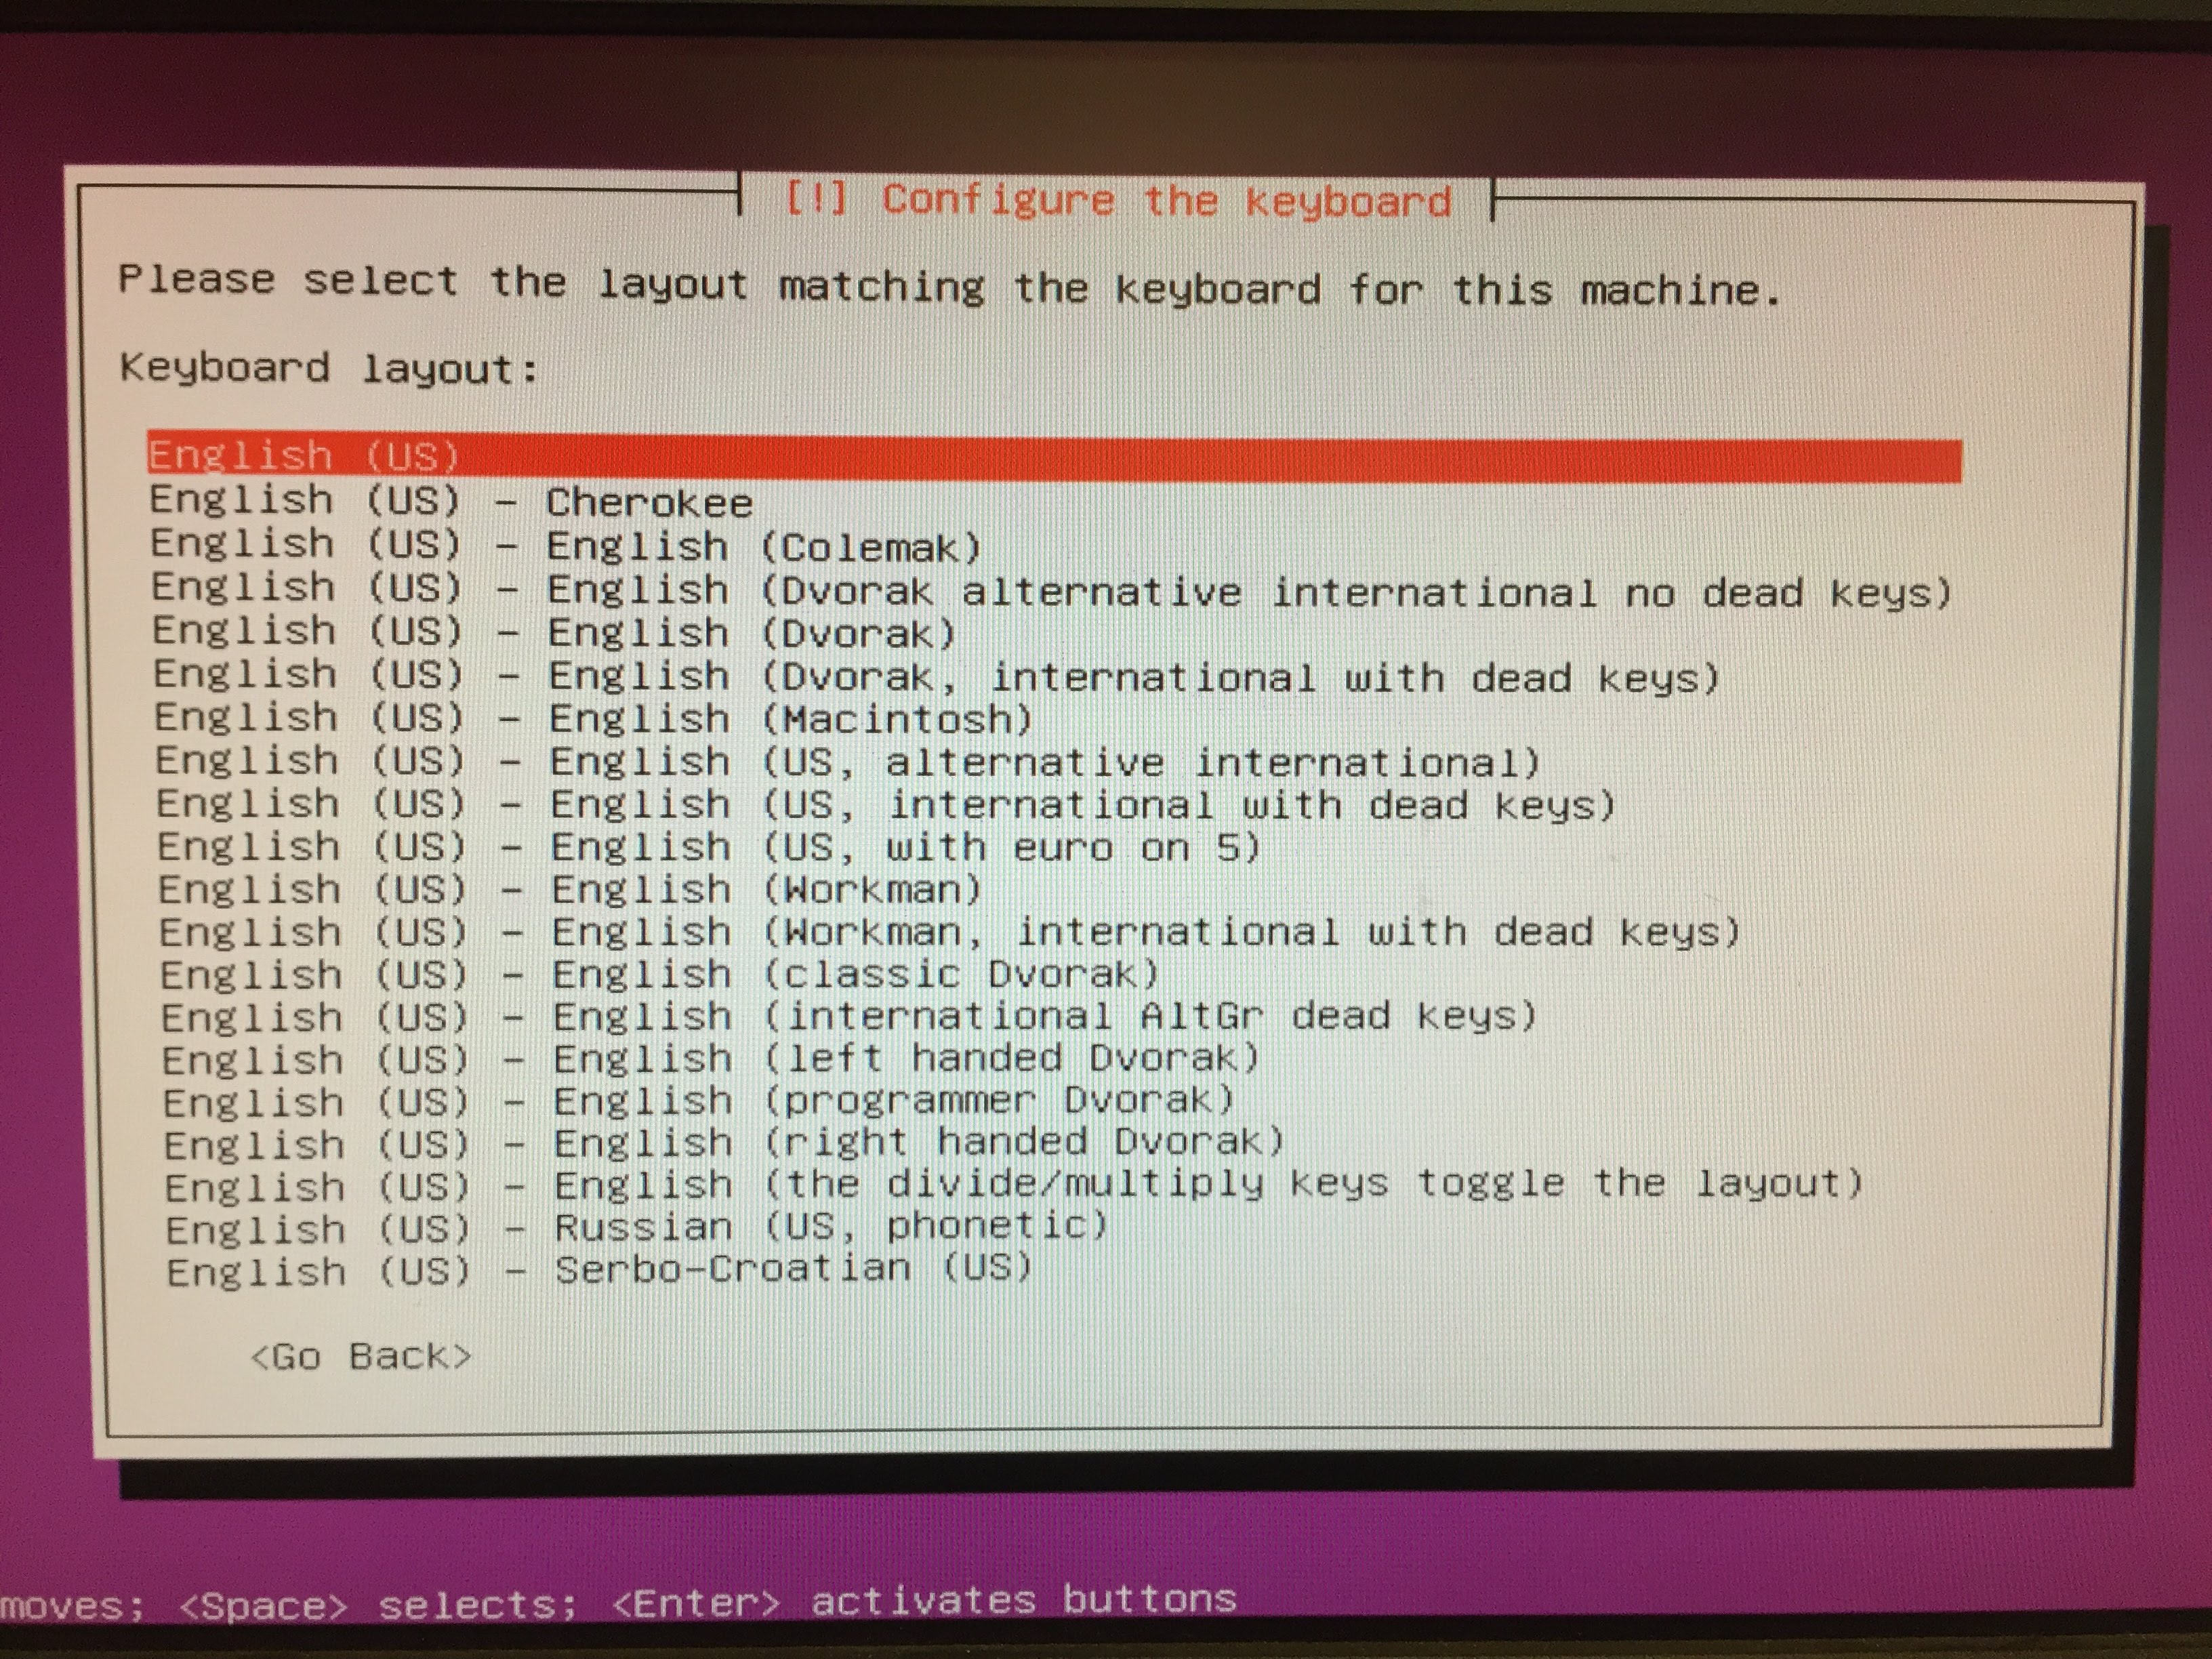 [!] Configure the keyboard
Please select the layout matching the keyboard for this machine.
Keyboard layout:
English (US)
English (US) - Cherokee
English (US) - English (Colemak)
English (US) - English (Dvorak alternative international no dead keys)
English (US) - English (Dvorak)
English (US) - English (Dvorak, international with dead keys)
English (US) - English (Macintosh)
English (US) - English (US, alternative international)
English (US) - English (US, international with dead keys)
English (US) - English (US, with euro on 5)
English (US) - English (Workman)
English (US) - English (Workman, international with dead keys)
English (US) - English (classic Dvorak)
English (US) - English (international AltGr dead keys)
English (US) - English (left handed Dvorak)
English (US) - English (programmer Dvorak)
English (US) - English (right handed Dvorak)
English (US) - English (the divide/multiply keys toggle the layout)
English (US) - Russian (US, phonetic)
English (US) - Serbo-Croatian (US)
<Go Back>
moves; <Space> selects; <Enter> activates buttons